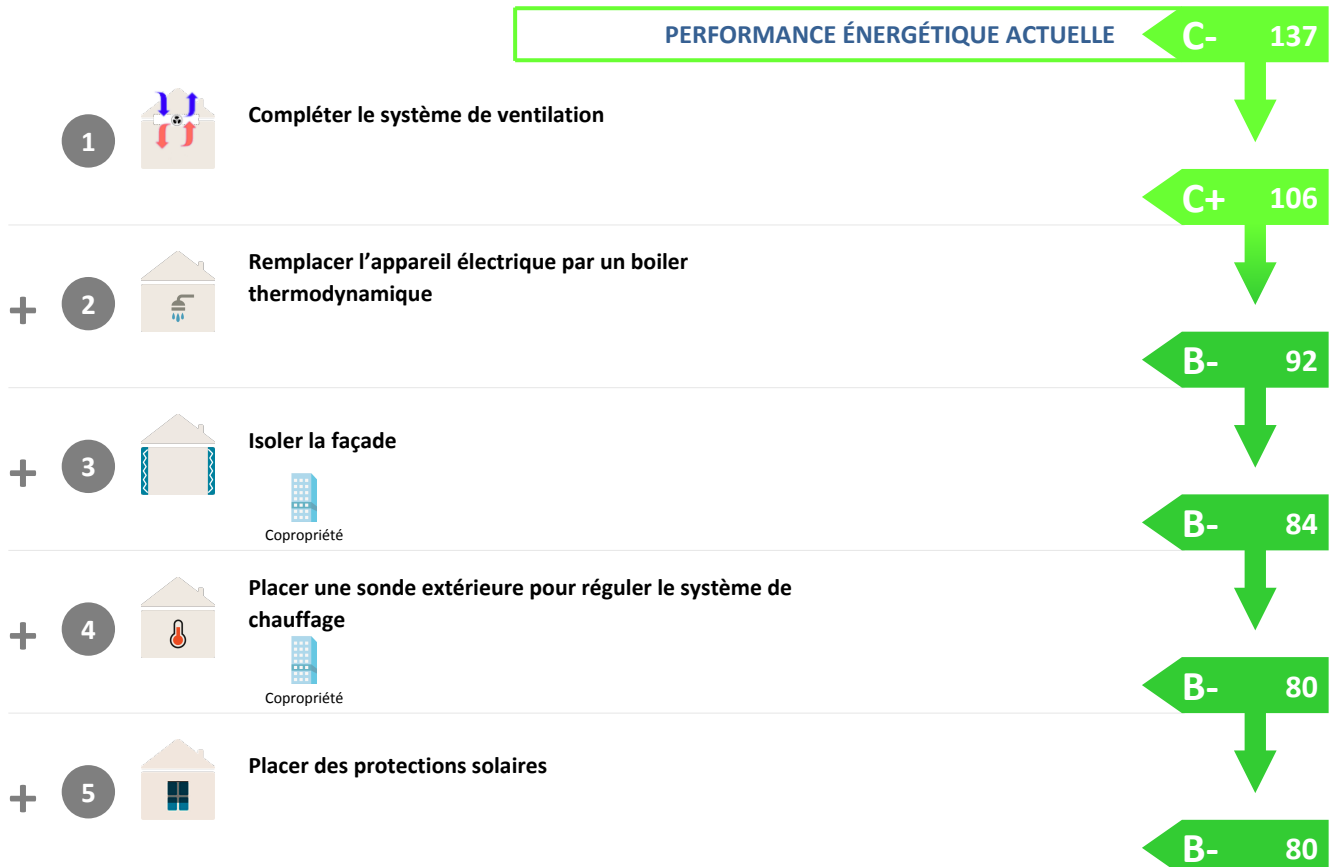 PERFORMANCE ÉNERGÉTIQUE ACTUELLE C- 137
1 Compléter le système de ventilation
C+ 106
+ 2 Remplacer l’appareil électrique par un boiler
thermodynamique
B- 92
+ 3 Isoler la façade
Copropriété
B- 84
+ 4 Placer une sonde extérieure pour réguler le système de
chauffage
Copropriété
B- 80
+ 5 Placer des protections solaires
B- 80